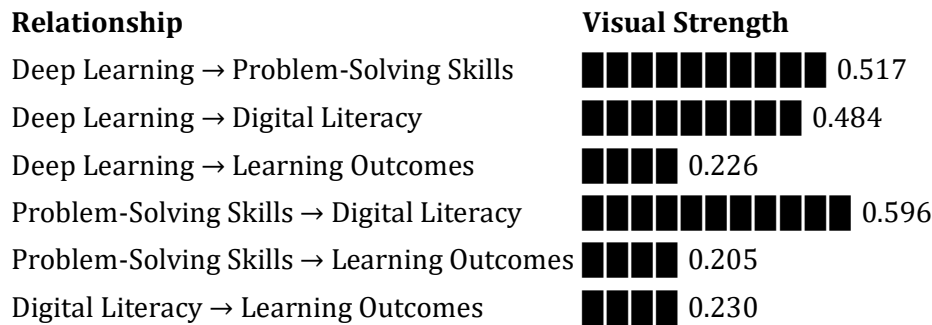 Relationship Visual Strength
Deep Learning → Problem-Solving Skills ██████████ 0.517
Deep Learning → Digital Literacy █████████ 0.484
Deep Learning → Learning Outcomes ████ 0.226
Problem-Solving Skills → Digital Literacy ███████████ 0.596
Problem-Solving Skills → Learning Outcomes ████ 0.205
Digital Literacy → Learning Outcomes ████ 0.230